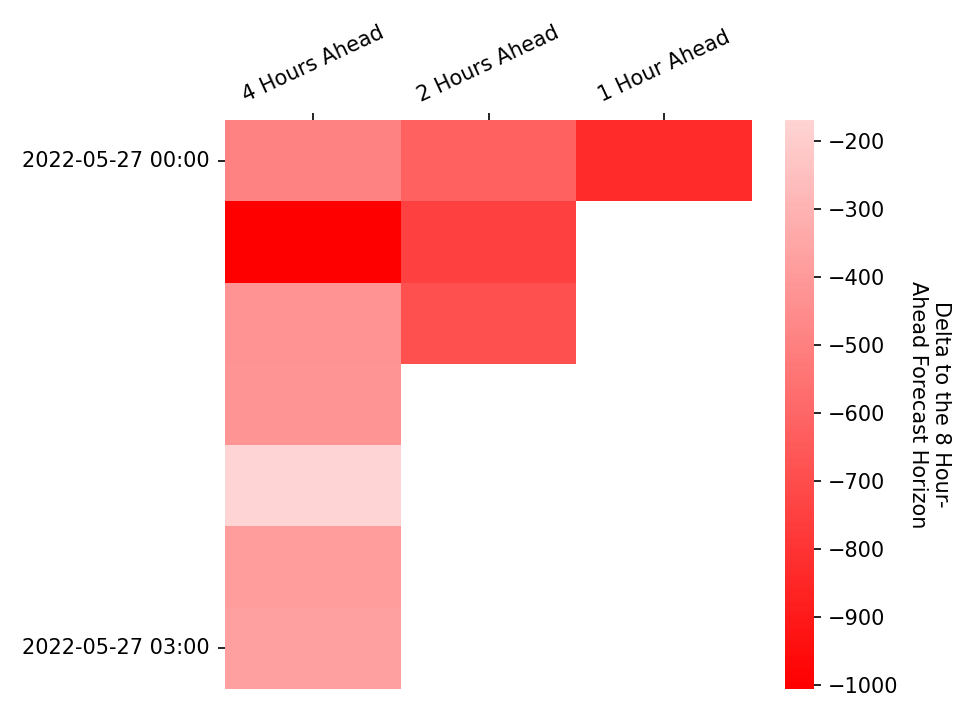 4 Hours Ahead
2 Hours Ahead
1 Hour Ahead
2022-05-27 00:00
2022-05-27 03:00
−200
−300
−400
−500
−600
−700
−800
−900
−1000
Delta to the 8 Hour-
Ahead Forecast Horizon